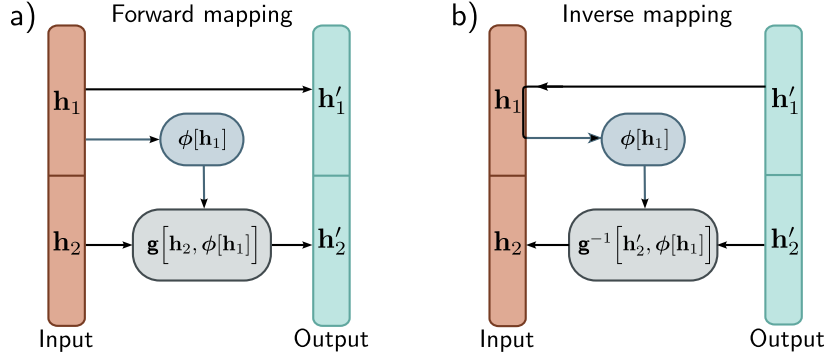 a) Forward mapping
h₁
h₁′
ϕ[h₁]
h₂
g[h₂, ϕ[h₁]]
h₂′
Input
Output
b) Inverse mapping
h₁
h₁′
ϕ[h₁]
h₂
g⁻¹[h₂′, ϕ[h₁]]
h₂′
Input
Output